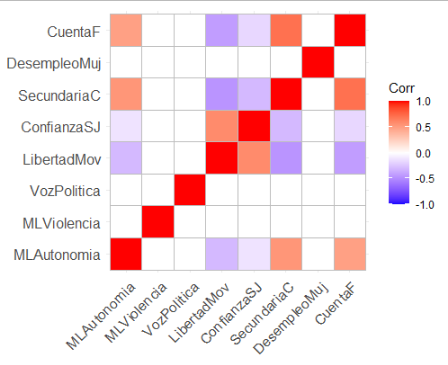 CuentaF
DesempleoMuj
SecundariaC
ConfianzaSJ
LibertadMov
VozPolitica
MLViolencia
MLAutonomia
MLAutonomia
MLViolencia
VozPolitica
LibertadMov
ConfianzaSJ
SecundariaC
DesempleoMuj
CuentaF
Corr
1.0
0.5
0.0
-0.5
-1.0